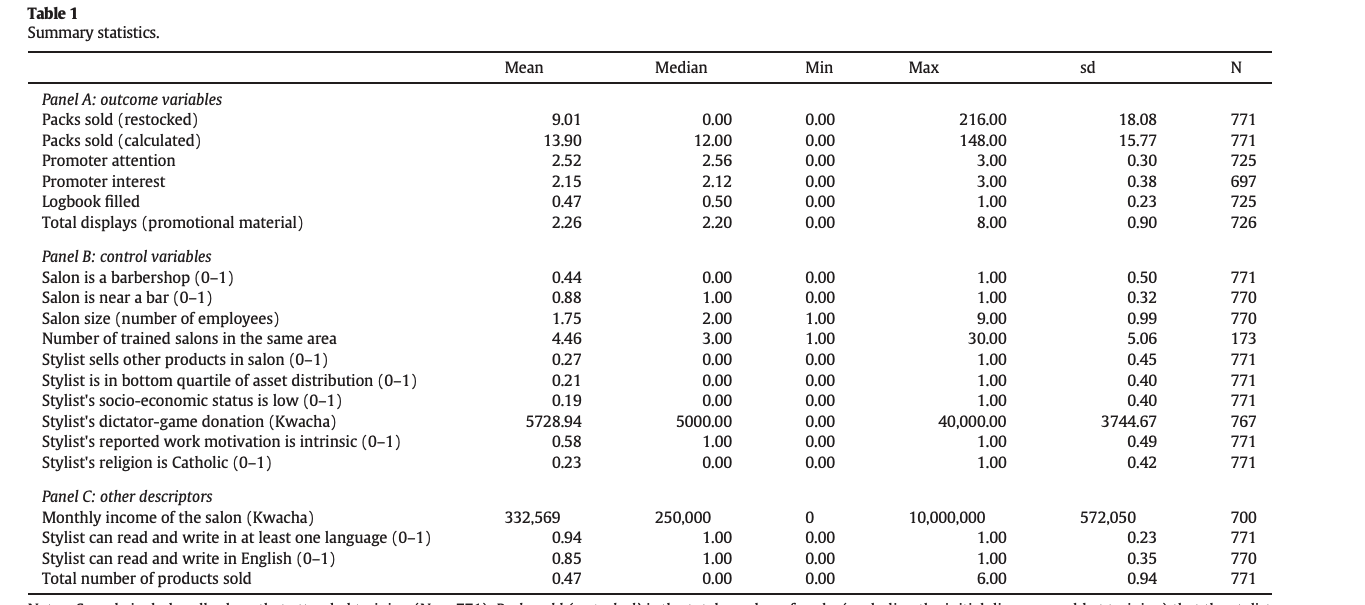 Table 1
Summary statistics.
Mean Median Min Max sd N
Panel A: outcome variables
Packs sold (restocked) 9.01 0.00 0.00 216.00 18.08 771
Packs sold (calculated) 13.90 12.00 0.00 148.00 15.77 771
Promoter attention 2.52 2.56 0.00 3.00 0.30 725
Promoter interest 2.15 2.12 0.00 3.00 0.38 697
Logbook filled 0.47 0.50 0.00 1.00 0.23 725
Total displays (promotional material) 2.26 2.20 0.00 8.00 0.90 726
Panel B: control variables
Salon is a barbershop (0–1) 0.44 0.00 0.00 1.00 0.50 771
Salon is near a bar (0–1) 0.88 1.00 0.00 1.00 0.32 770
Salon size (number of employees) 1.75 2.00 1.00 9.00 0.99 770
Number of trained salons in the same area 4.46 3.00 1.00 30.00 5.06 173
Stylist sells other products in salon (0–1) 0.27 0.00 0.00 1.00 0.45 771
Stylist is in bottom quartile of asset distribution (0–1) 0.21 0.00 0.00 1.00 0.40 771
Stylist's socio-economic status is low (0–1) 0.19 0.00 0.00 1.00 0.40 771
Stylist's dictator-game donation (Kwacha) 5728.94 5000.00 0.00 40,000.00 3744.67 767
Stylist's reported work motivation is intrinsic (0–1) 0.58 1.00 0.00 1.00 0.49 771
Stylist's religion is Catholic (0–1) 0.23 0.00 0.00 1.00 0.42 771
Panel C: other descriptors
Monthly income of the salon (Kwacha) 332,569 250,000 0 10,000,000 572,050 700
Stylist can read and write in at least one language (0–1) 0.94 1.00 0.00 1.00 0.23 771
Stylist can read and write in English (0–1) 0.85 1.00 0.00 1.00 0.35 770
Total number of products sold 0.47 0.00 0.00 6.00 0.94 771